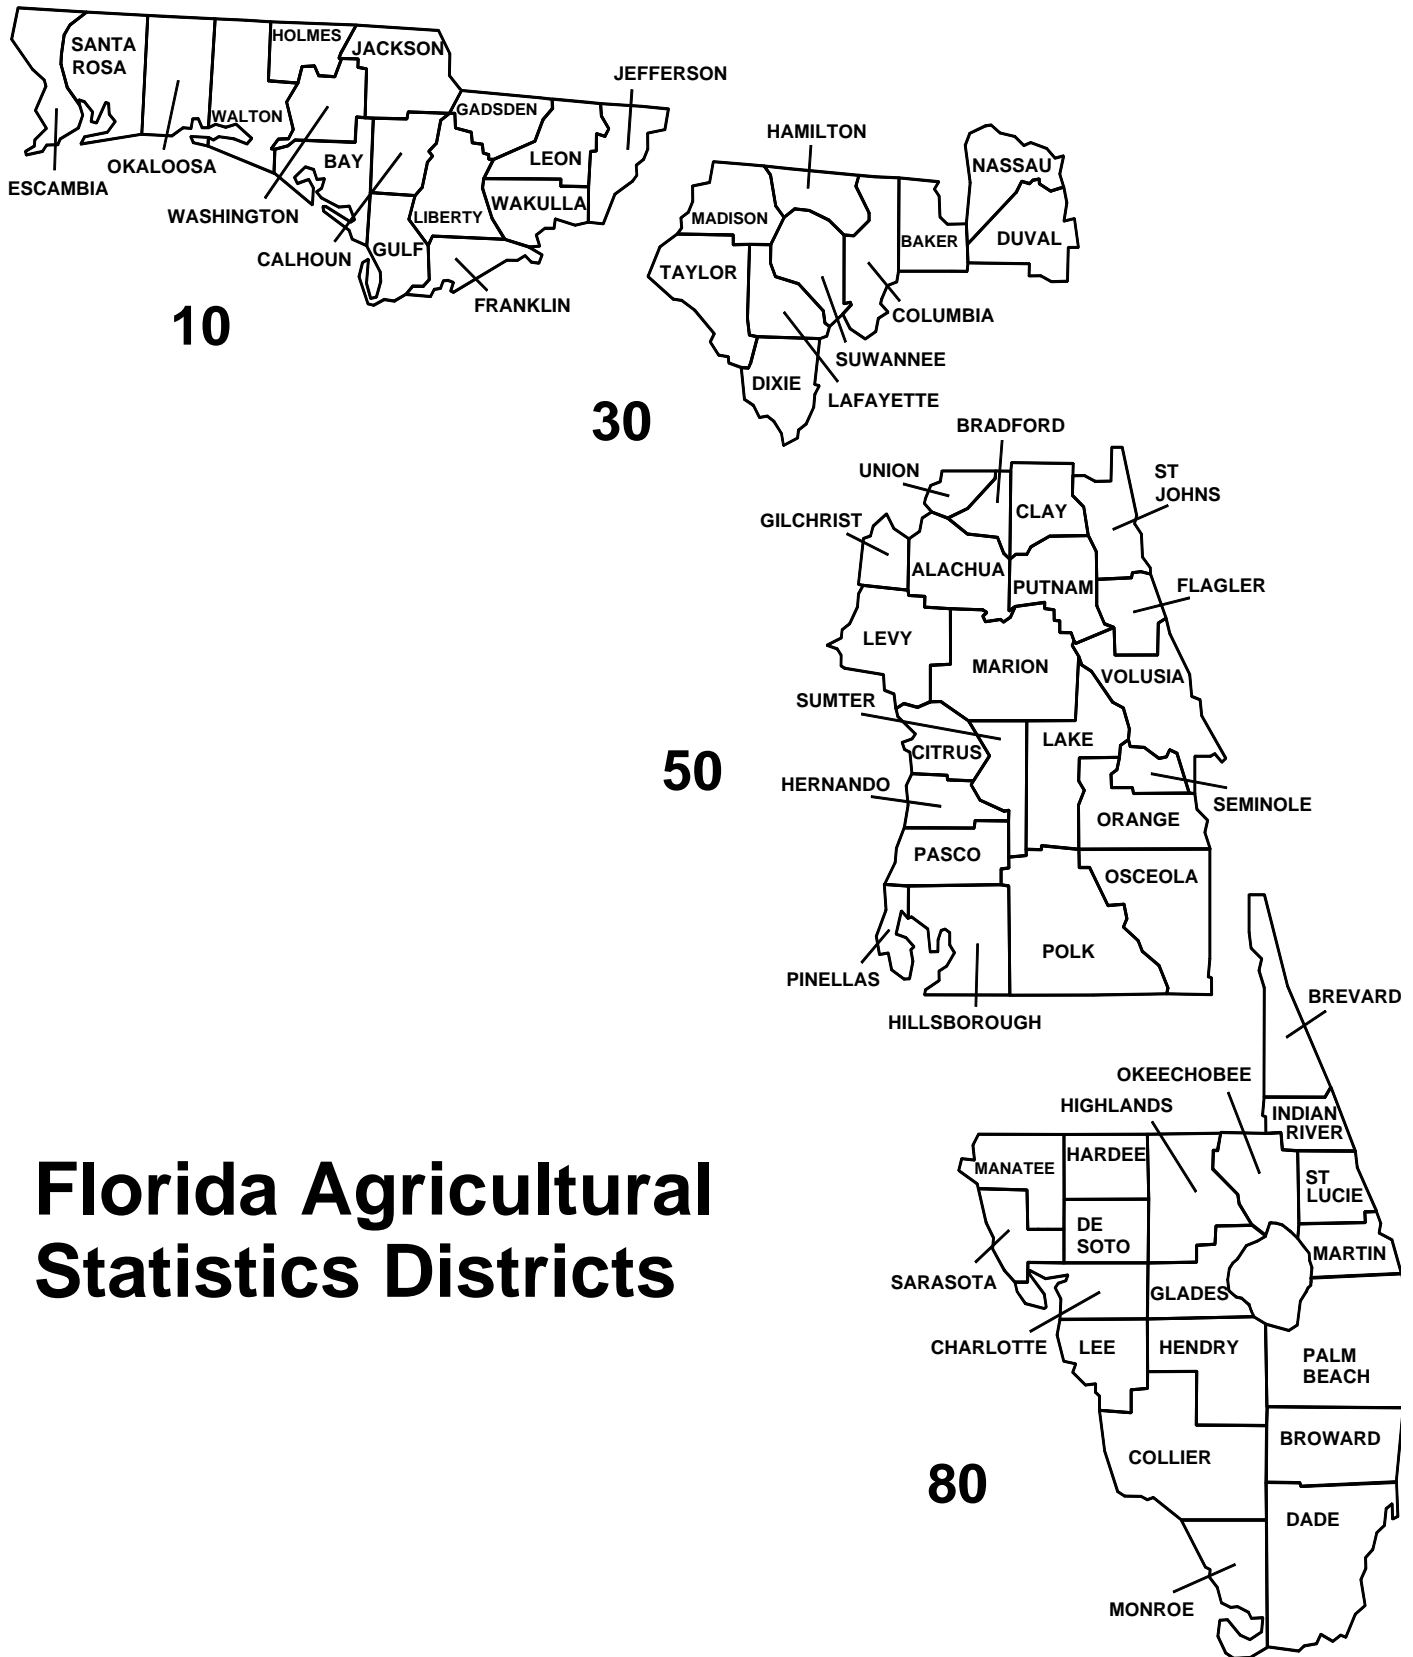 HOLMES
SANTA
ROSA
JACKSON
JEFFERSON
GADSDEN
WALTON
HAMILTON
OKALOOSA
BAY
LEON
NASSAU
ESCAMBIA
WASHINGTON
LIBERTY
WAKULLA
MADISON
CALHOUN
GULF
BAKER
DUVAL
TAYLOR
FRANKLIN
COLUMBIA
10
SUWANNEE
DIXIE
LAFAYETTE
30
BRADFORD
UNION
ST
JOHNS
CLAY
GILCHRIST
ALACHUA
PUTNAM
FLAGLER
LEVY
MARION
VOLUSIA
SUMTER
LAKE
CITRUS
50
HERNANDO
SEMINOLE
ORANGE
PASCO
OSCEOLA
POLK
PINELLAS
HILLSBOROUGH
BREVARD
OKEECHOBEE
HIGHLANDS
INDIAN
RIVER
HARDEE
MANATEE
ST
LUCIE
DE
SOTO
MARTIN
SARASOTA
GLADES
CHARLOTTE
LEE
HENDRY
PALM
BEACH
BROWARD
COLLIER
80
DADE
MONROE
Florida Agricultural
Statistics Districts